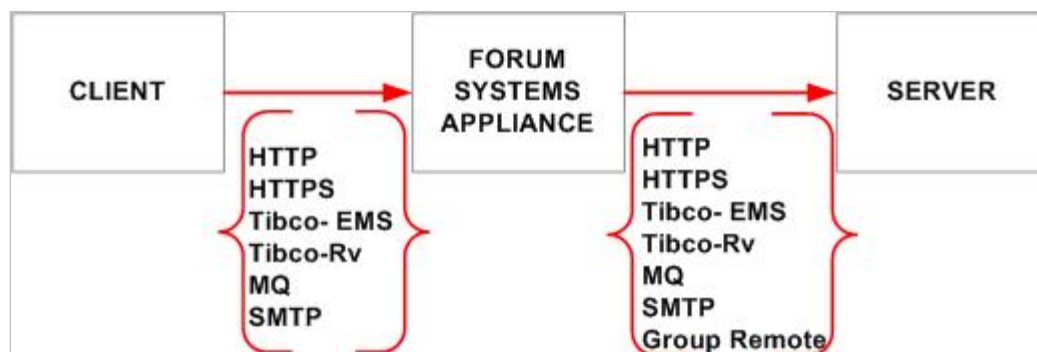 CLIENT
FORUM
SYSTEMS
APPLIANCE
SERVER
HTTP
HTTPS
Tibco- EMS
Tibco-Rv
MQ
SMTP
HTTP
HTTPS
Tibco- EMS
Tibco-Rv
MQ
SMTP
Group Remote